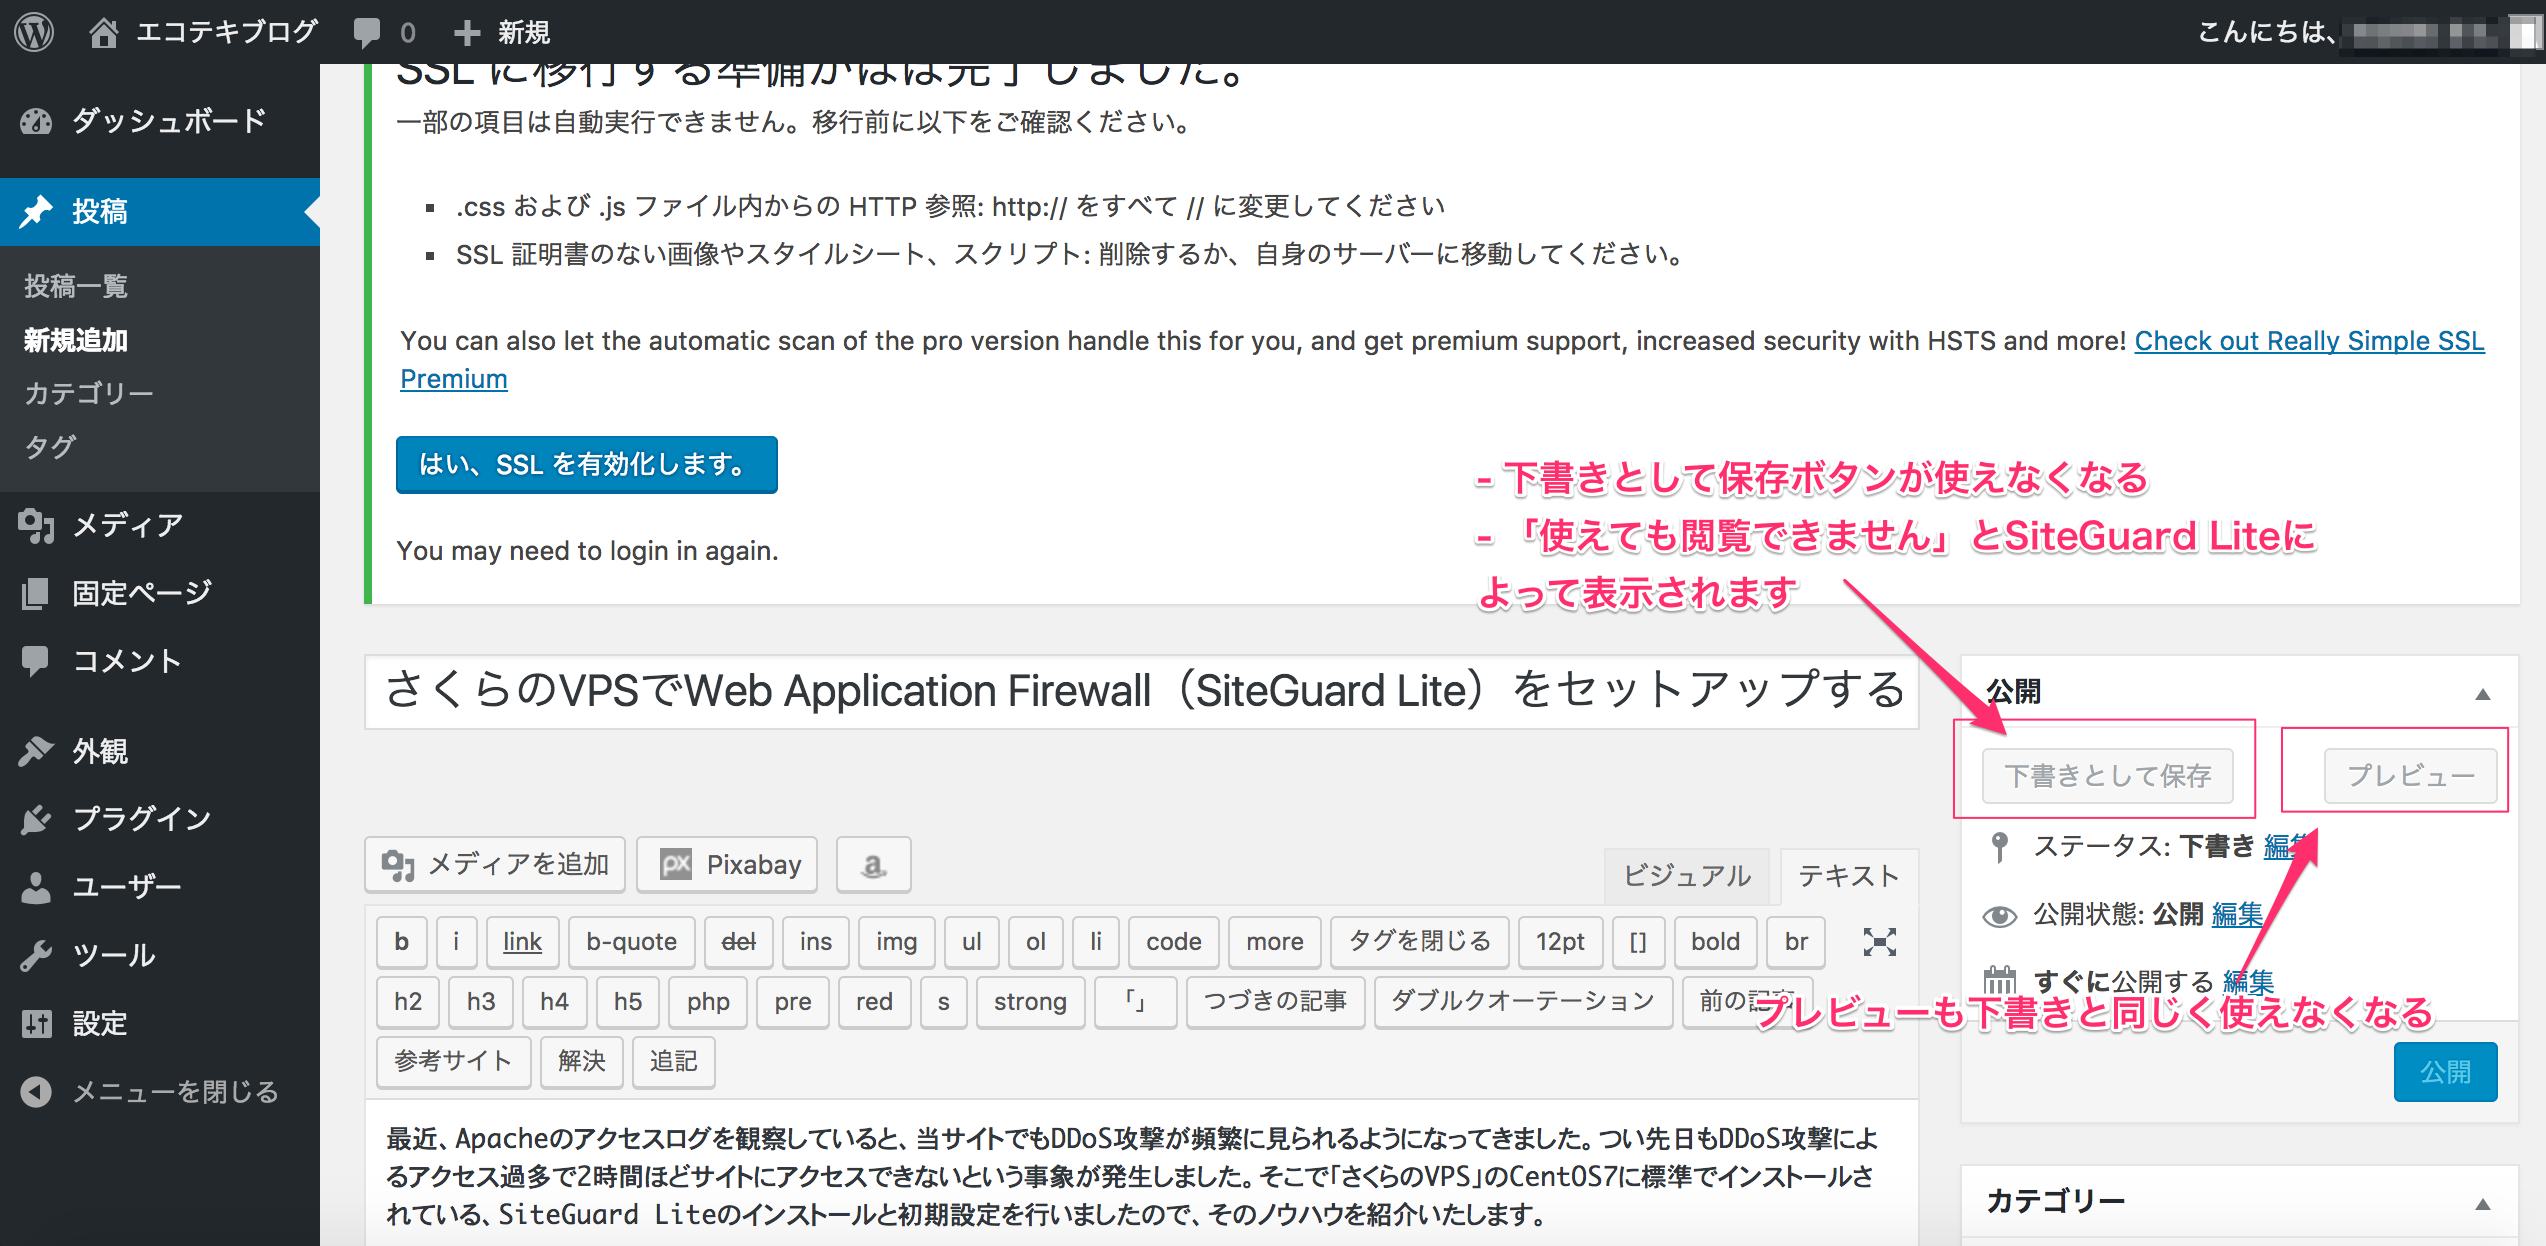 エコテキブログ
0
新規
こんにちは、
ダッシュボード
投稿
投稿一覧
新規追加
カテゴリー
タグ
メディア
固定ページ
コメント
外観
プラグイン
ユーザー
ツール
設定
メニューを閉じる
SSL に移行する準備がほぼ完了しました。
一部の項目は自動実行できません。移行前に以下をご確認ください。
.css および .js ファイル内からの HTTP 参照: http:// をすべて // に変更してください
SSL 証明書のない画像やスタイルシート、スクリプト: 削除するか、自身のサーバーに移動してください。
You can also let the automatic scan of the pro version handle this for you, and get premium support, increased security with HSTS and more! Check out Really Simple SSL
Premium
はい、SSL を有効化します。
You may need to login in again.
- 下書きとして保存ボタンが使えなくなる
- 「使えても閲覧できません」とSiteGuard Liteに
よって表示されます
さくらのVPSでWeb Application Firewall（SiteGuard Lite）をセットアップする
メディアを追加
px Pixabay
a
ビジュアル
テキスト
b i link b-quote del ins img ul ol li code more タグを閉じる 12pt [] bold br
h2 h3 h4 h5 php pre red s strong 「」 つづきの記事 ダブルクオーテーション 前の記事
参考サイト 解決 追記
最近、Apacheのアクセスログを観察していると、当サイトでもDDoS攻撃が頻繁に見られるようになってきました。つい先日もDDoS攻撃によ
るアクセス過多で2時間ほどサイトにアクセスできないという事象が発生しました。そこで「さくらのVPS」のCentOS7に標準でインストールさ
れている、SiteGuard Liteのインストールと初期設定を行いましたので、そのノウハウを紹介いたします。
公開
下書きとして保存
プレビュー
ステータス: 下書き 編集
公開状態: 公開 編集
すぐに公開する 編集
プレビューも下書きと同じく使えなくなる
公開
カテゴリー